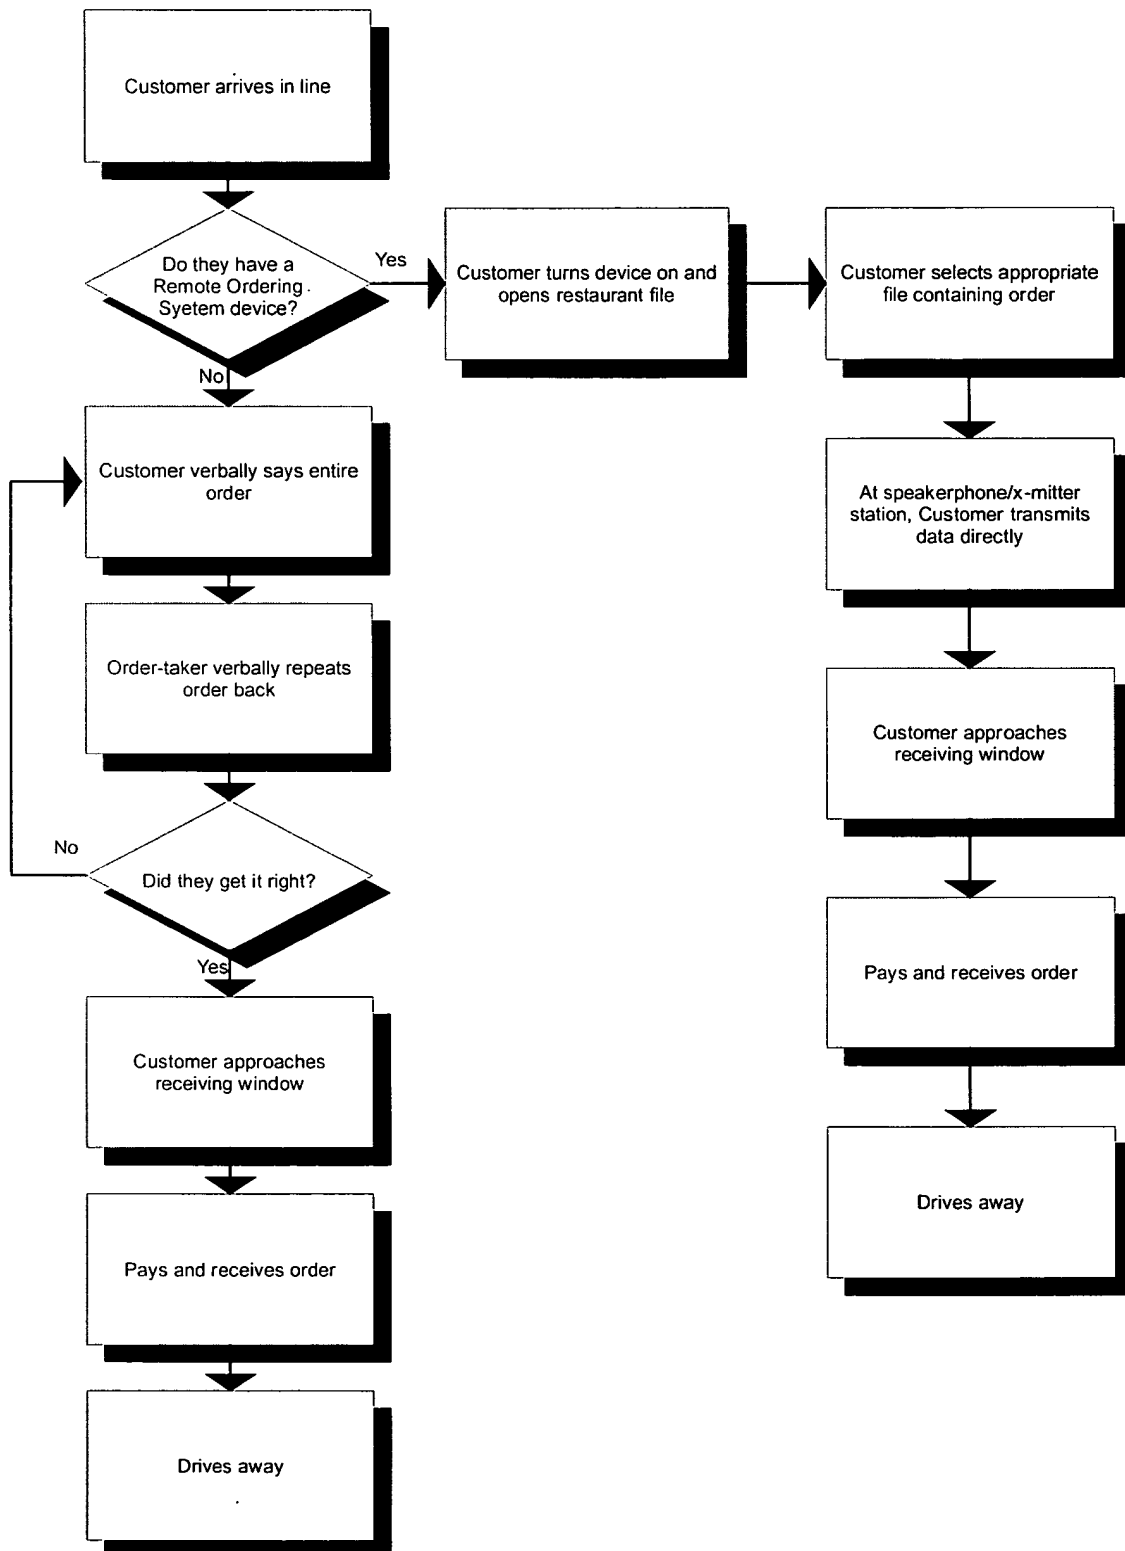 Customer arrives in line
Do they have a
Remote Ordering
Syetem device?
Yes
Customer turns device on and
opens restaurant file
Customer selects appropriate
file containing order
No
Customer verbally says entire
order
At speakerphone/x-mitter
station, Customer transmits
data directly
Order-taker verbally repeats
order back
Customer approaches
receiving window
No
Did they get it right?
Yes
Pays and receives order
Customer approaches
receiving window
Drives away
Pays and receives order
Drives away